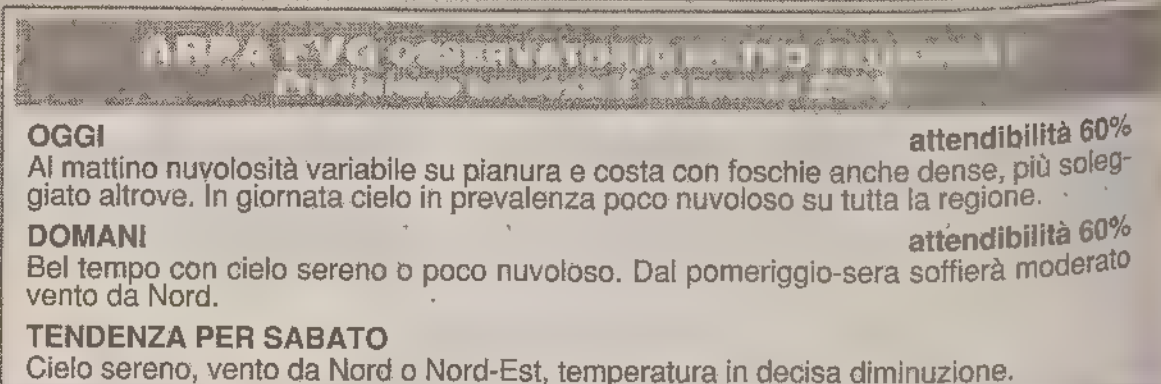 OGGI attendibilità 60%
Al mattino nuvolosità variabile su pianura e costa con foschie anche dense, più soleg-
giato altrove. In giornata cielo in prevalenza poco nuvoloso su tutta la regione.
DOMANI attendibilità 60%
Bel tempo con cielo sereno o poco nuvoloso. Dal pomeriggio-sera soffierà moderato
vento da Nord.
TENDENZA PER SABATO
Cielo sereno, vento da Nord o Nord-Est, temperatura in decisa diminuzione.